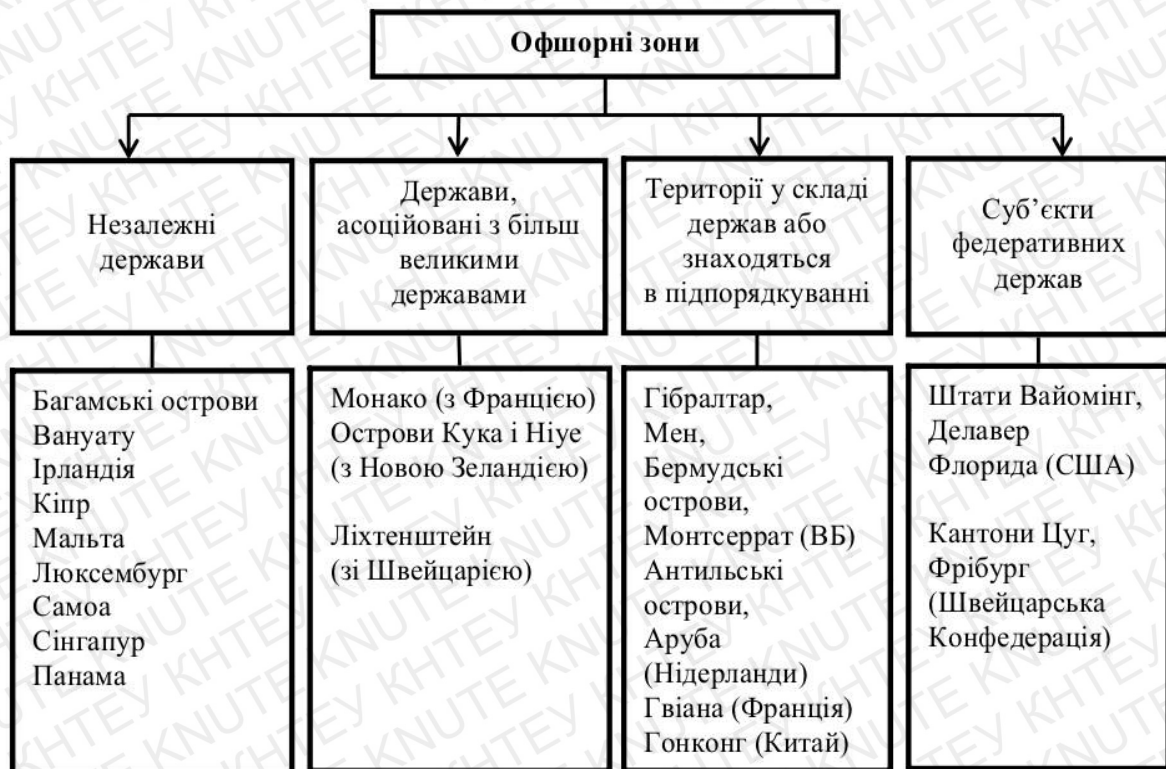 Офшорні зони
Незалежні
держави
Держави,
асоційовані з більш
великими
державами
Території у складі
держав або
знаходяться
в підпорядкуванні
Суб’єкти
федеративних
держав
Багамські острови
Вануату
Ірландія
Кіпр
Мальта
Люксембург
Самоа
Сінгапур
Панама
Монако (з Францією)
Острови Кука і Ніуе
(з Новою Зеландією)
Ліхтенштейн
(зі Швейцарією)
Гібралтар,
Мен,
Бермудські
острови,
Монтсеррат (ВБ)
Антильські
острови,
Аруба
(Нідерланди)
Гвіана (Франція)
Гонконг (Китай)
Штати Вайомінг,
Делавер
Флорида (США)
Кантони Цуг,
Фрібург
(Швейцарська
Конфедерація)